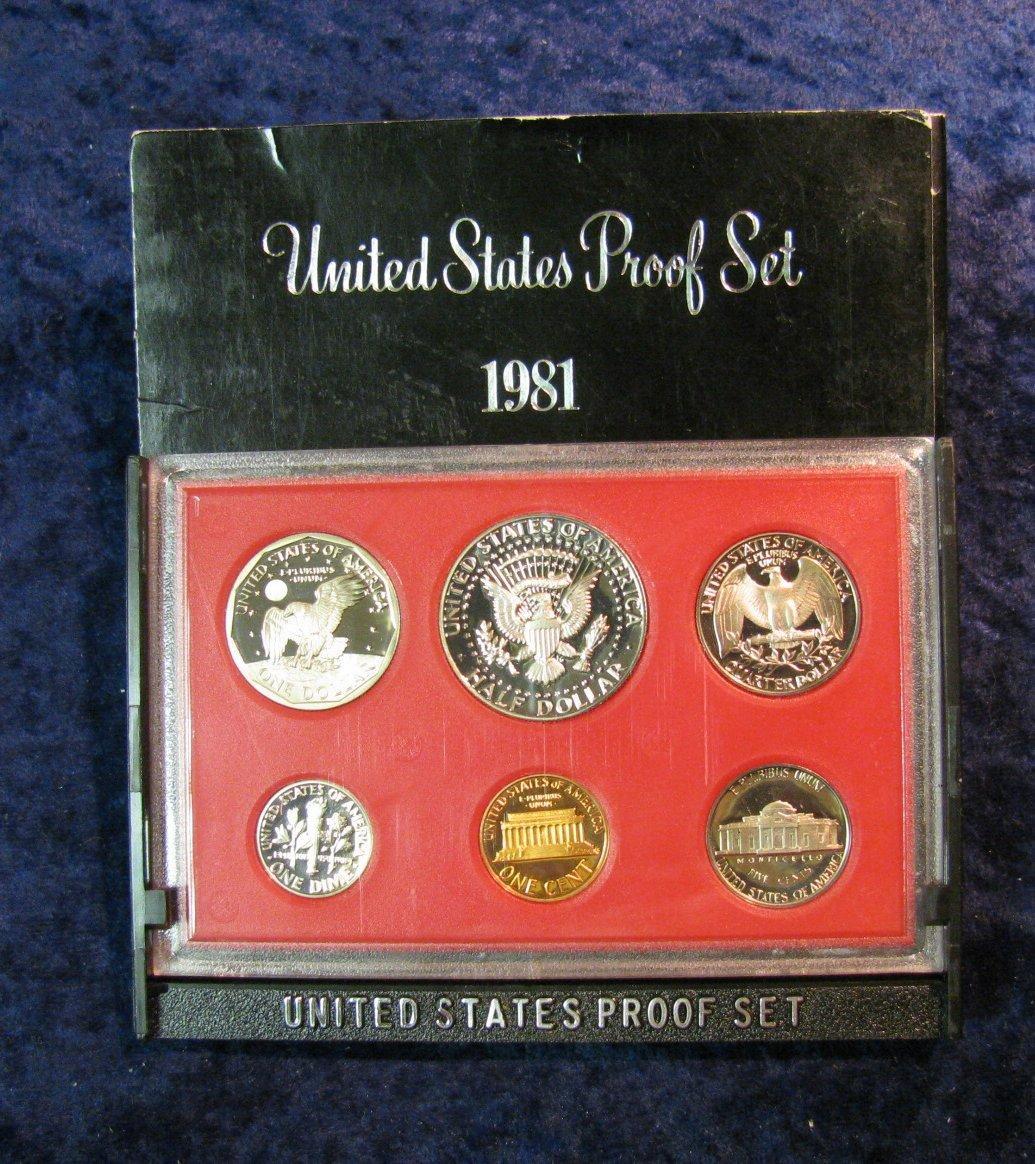 United States Proof Set
1981
UNITED STATES OF AMERICA
E·PLURIBUS
·UNUM·
ONE DOLLAR
UNITED STATES OF AMERICA
HALF DOLLAR
UNITED STATES OF AMERICA
E·PLURIBUS
UNUM
QUARTER DOLLAR
UNITED STATES OF AMERICA
ONE DIME
UNITED STATES OF AMERICA
E·PLURIBUS
·UNUM·
ONE CENT
E PLURIBUS UNUM
MONTICELLO
FIVE CENTS
UNITED STATES OF AMERICA
UNITED STATES PROOF SET